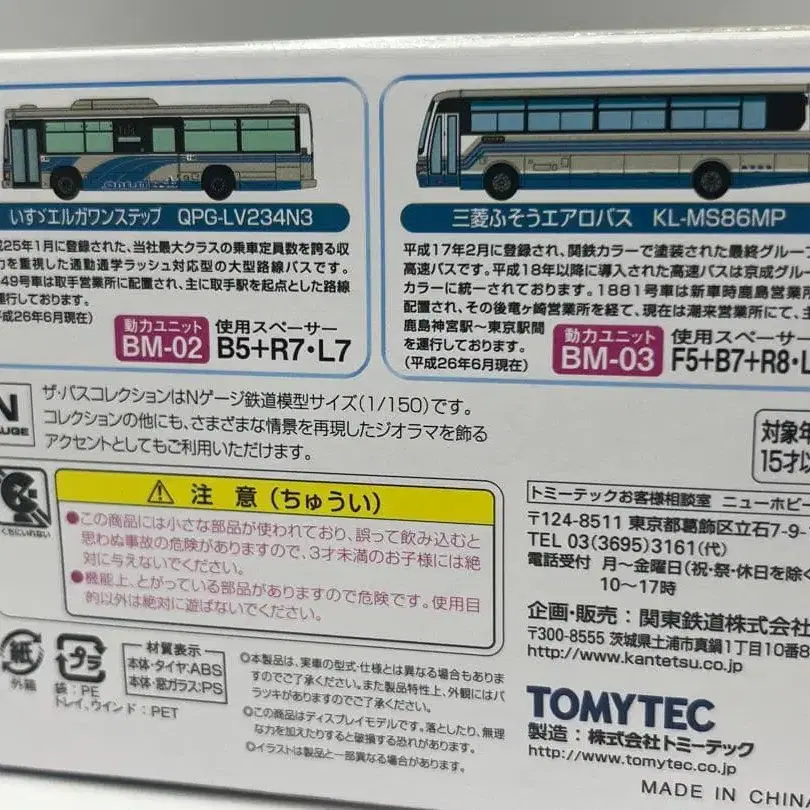 いすゞエルガワンステップ QPG-LV234N3
成25年1月に登録された、当社最大クラスの乗車定員数を誇る収
力を重視した通勤通学ラッシュ対応型の大型路線バスです。
49号車は取手営業所に配置され、主に取手駅を起点とした路線
運行しております。
平成26年6月現在)
動力ユニット
BM-02
使用スペーサー
B5+R7・L7
三菱ふそうエアロバス KL-MS86MP
平成17年2月に登録され、関鉄カラーで塗装された最終グループ
高速バスです。平成18年以降に導入された高速バスは京成グルー
カラーに統一されております。1881号車は新車時鹿島営業所
配置され、その後竜ヶ崎営業所を経て、現在は潮来営業所にて、主
鹿島神宮駅〜東京駅間
を運行しております。
(平成26年6月現在)
動力ユニット
BM-03
使用スペーサー
F5+B7+R8・L
N
GAUGE
ザ・バスコレクションはNゲージ鉄道模型サイズ(1/150)です。
コレクションの他にも、さまざまな情景を再現したジオラマを飾る
アクセントとしてもご利用いただけます。
対象年
15才以
くちにいれない
注意(ちゅうい)
●この商品には小さな部品が使われており、誤って飲み込むと
思わぬ事故の危険がありますので、3才未満のお子様には絶
対に与えないでください。
●機能上、とがっている部品がありますので危険です。使用目
的以外は絶対に遊ばないでください。
トミーテックお客様相談室 ニューホビー
〒124-8511 東京都葛飾区立石7-9-1
TEL 03(3695)3161(代)
電話受付 月〜金曜日(祝・祭・休日を除く
10〜17時
企画・販売:関東鉄道株式会社
〒300-8555 茨城県土浦市真鍋1丁目10番8
http://www.kantetsu.co.jp
紙
外箱
プラ
袋:PE
トレイ、ウインド:PET
材質表示
本体・タイヤ:ABS
本体・窓ガラス:PS
◎本製品は、実車の型式・仕様とは異なる場合もありま
すのでご了承ください。また製品特性上、外観にはバ
ラツキがありますのでご了承ください。
◎この商品はディスプレイモデルです。落としたり、無理
な力を加えたりすると破損する恐れがあります。
◎イラストは製品と一部異なる場合があります。
TOMYTEC
製造:株式会社トミーテック
http://www.tomytec.co.jp/
MADE IN CHINA